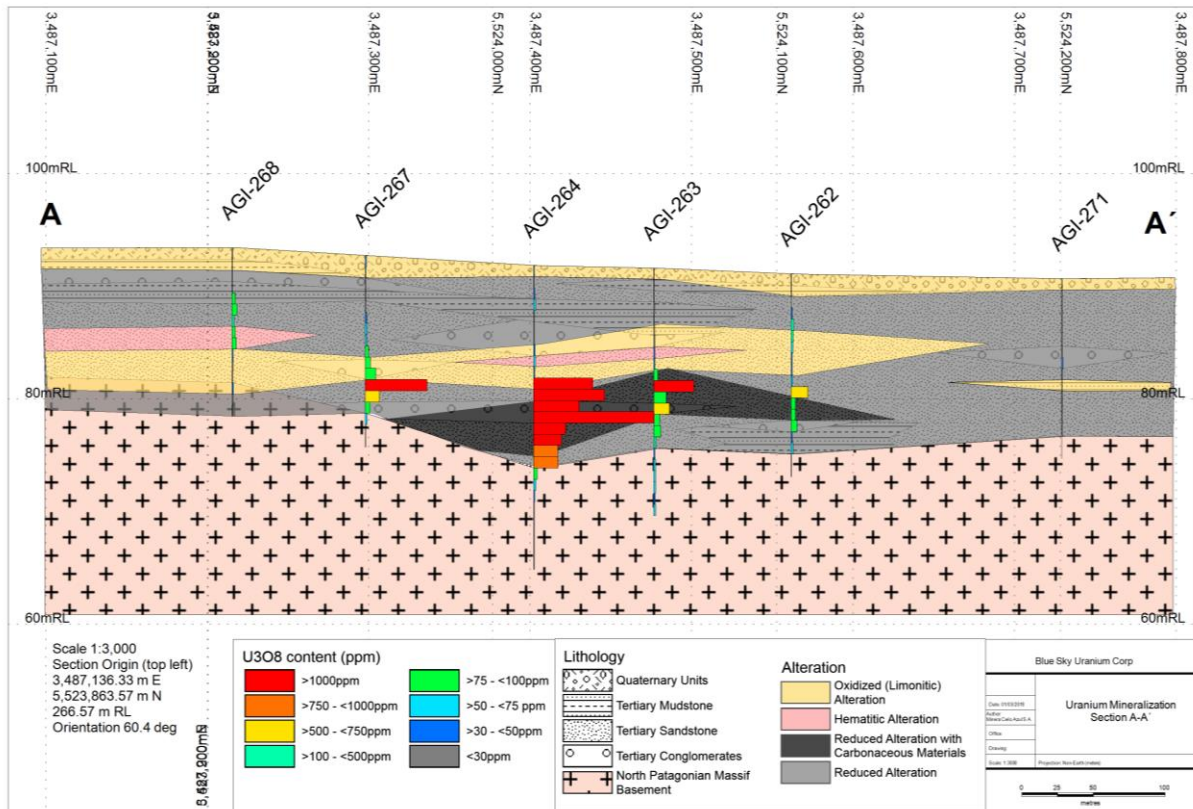 3,487,100mE
5,523,900mN
3,487,300mE
5,524,000mN
3,487,400mE
3,487,500mE
5,524,100mN
3,487,600mE
3,487,700mE
5,524,200mN
3,487,800mE
100mRL
100mRL
A
AGI-268
AGI-267
AGI-264
AGI-263
AGI-262
AGI-271
A´
80mRL
80mRL
60mRL
60mRL
Scale 1:3,000
Section Origin (top left)
3,487,136.33 m E
5,523,863.57 m N
266.57 m RL
Orientation 60.4 deg
U3O8 content (ppm)
>1000ppm
>750 - <1000ppm
>500 - <750ppm
>100 - <500ppm
>75 - <100ppm
>50 - <75 ppm
>30 - <50ppm
<30ppm
Lithology
Quaternary Units
Tertiary Mudstone
Tertiary Sandstone
Tertiary Conglomerates
North Patagonian Massif
Basement
Alteration
Oxidized (Limonitic)
Alteration
Hematitic Alteration
Reduced Alteration with
Carbonaceous Materials
Reduced Alteration
Blue Sky Uranium Corp
Uranium Mineralization
Section A-A´
Author:
Office:
Drawing:
0 50 100
metres